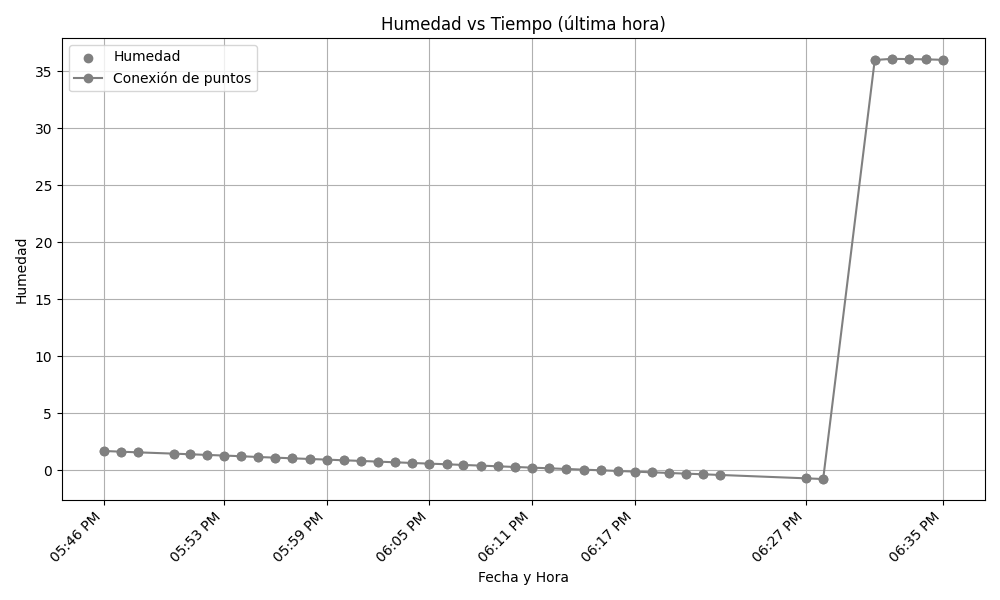 Humedad vs Tiempo (última hora)
Humedad
Conexión de puntos
35
30
25
20
15
10
5
0
Humedad
05:46 PM
05:53 PM
05:59 PM
06:05 PM
06:11 PM
06:17 PM
06:27 PM
06:35 PM
Fecha y Hora